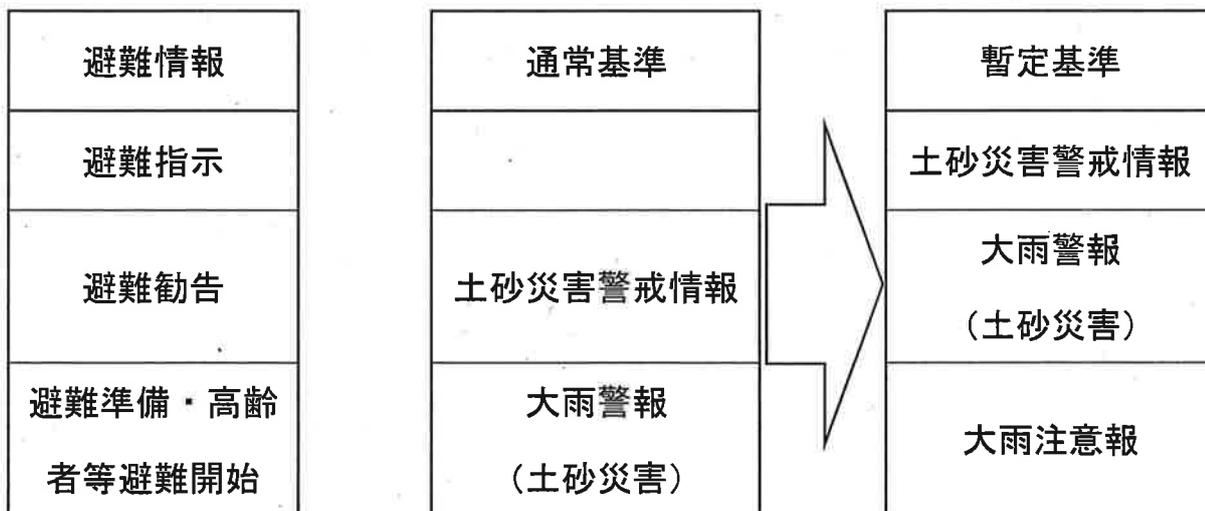 避難情報
通常基準
暫定基準
避難指示
土砂災害警戒情報
避難勧告
土砂災害警戒情報
大雨警報
（土砂災害）
避難準備・高齢
者等避難開始
大雨警報
（土砂災害）
大雨注意報